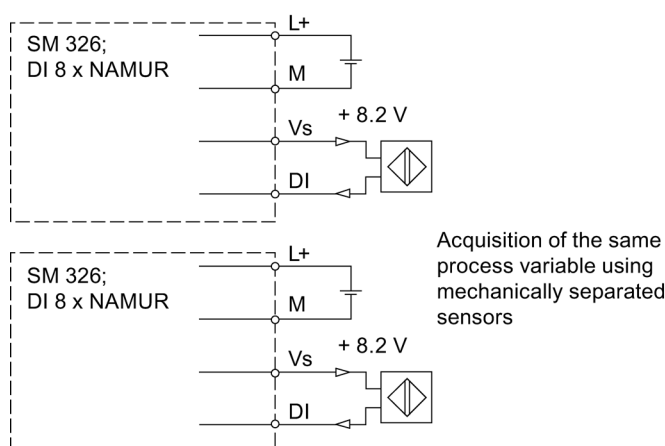 L+
SM 326;
DI 8 x NAMUR
M
Vs
+ 8.2 V
DI
Acquisition of the same
process variable using
mechanically separated
sensors
L+
SM 326;
DI 8 x NAMUR
M
Vs
+ 8.2 V
DI